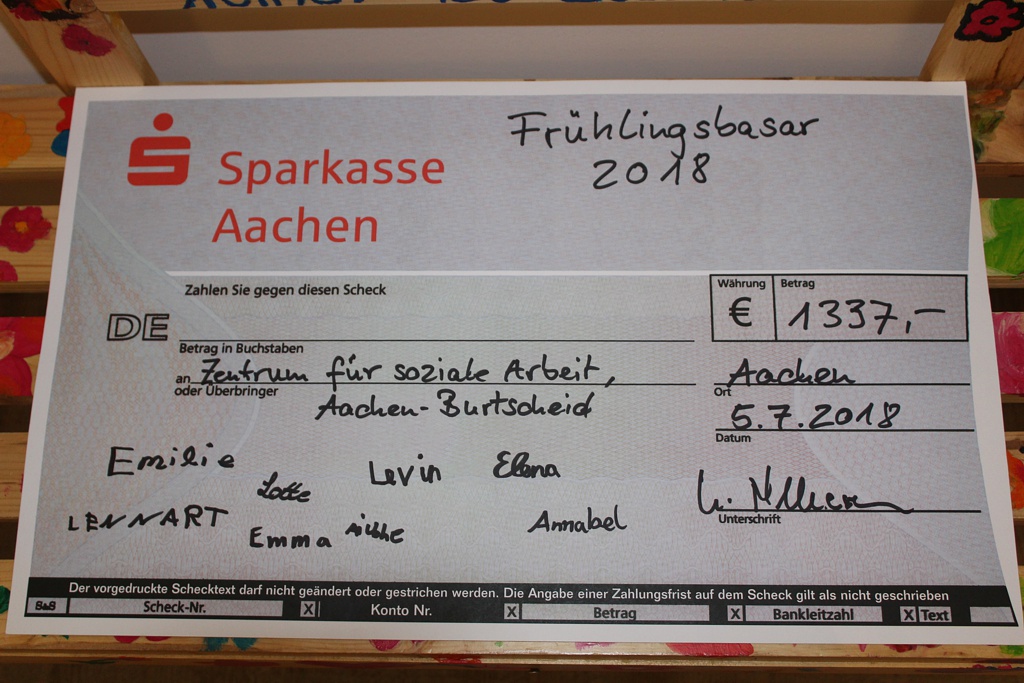 Frühlingsbasar
2018
Sparkasse
Aachen
Zahlen Sie gegen diesen Scheck
Währung
Betrag
€
1337,-
DE
Betrag in Buchstaben
an Zentrum für soziale Arbeit,
oder Überbringer
Aachen-Burtscheid
Aachen
Ort
5.7.2018
Datum
Emilie
Lotte
Levin
Elena
LENNART
Emma
Annabel
Unterschrift
Der vorgedruckte Schecktext darf nicht geändert oder gestrichen werden. Die Angabe einer Zahlungsfrist auf dem Scheck gilt als nicht geschrieben
B&B
Scheck-Nr.
X
Konto Nr.
X
Betrag
X
Bankleitzahl
X
Text